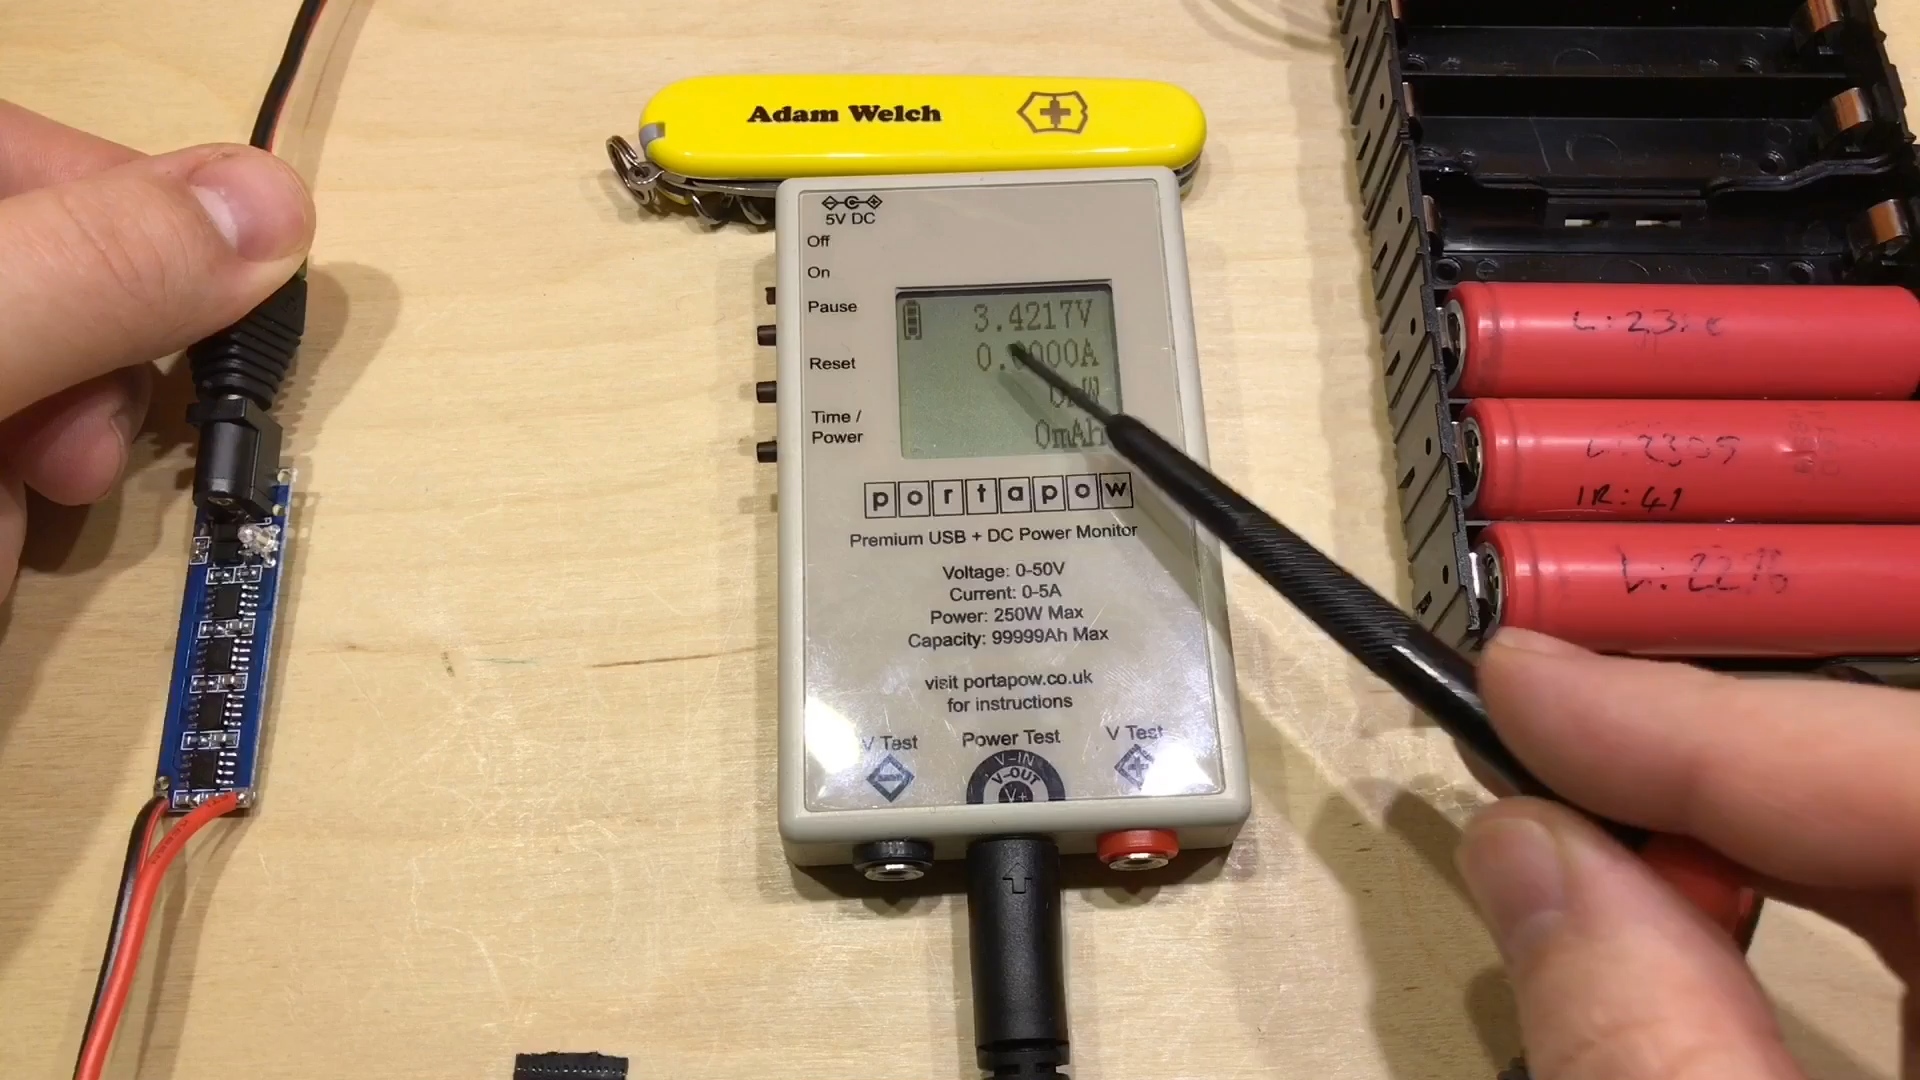 Adam Welch
5V DC
Off
On
Pause
Reset
Time /
Power
3.4217V
0.0000A
0mAh
portapow
Premium USB + DC Power Monitor
Voltage: 0-50V
Current: 0-5A
Power: 250W Max
Capacity: 99999Ah Max
visit portapow.co.uk
for instructions
V Test
Power Test
V Test
V-IN
V-OUT
V+
IR: 41